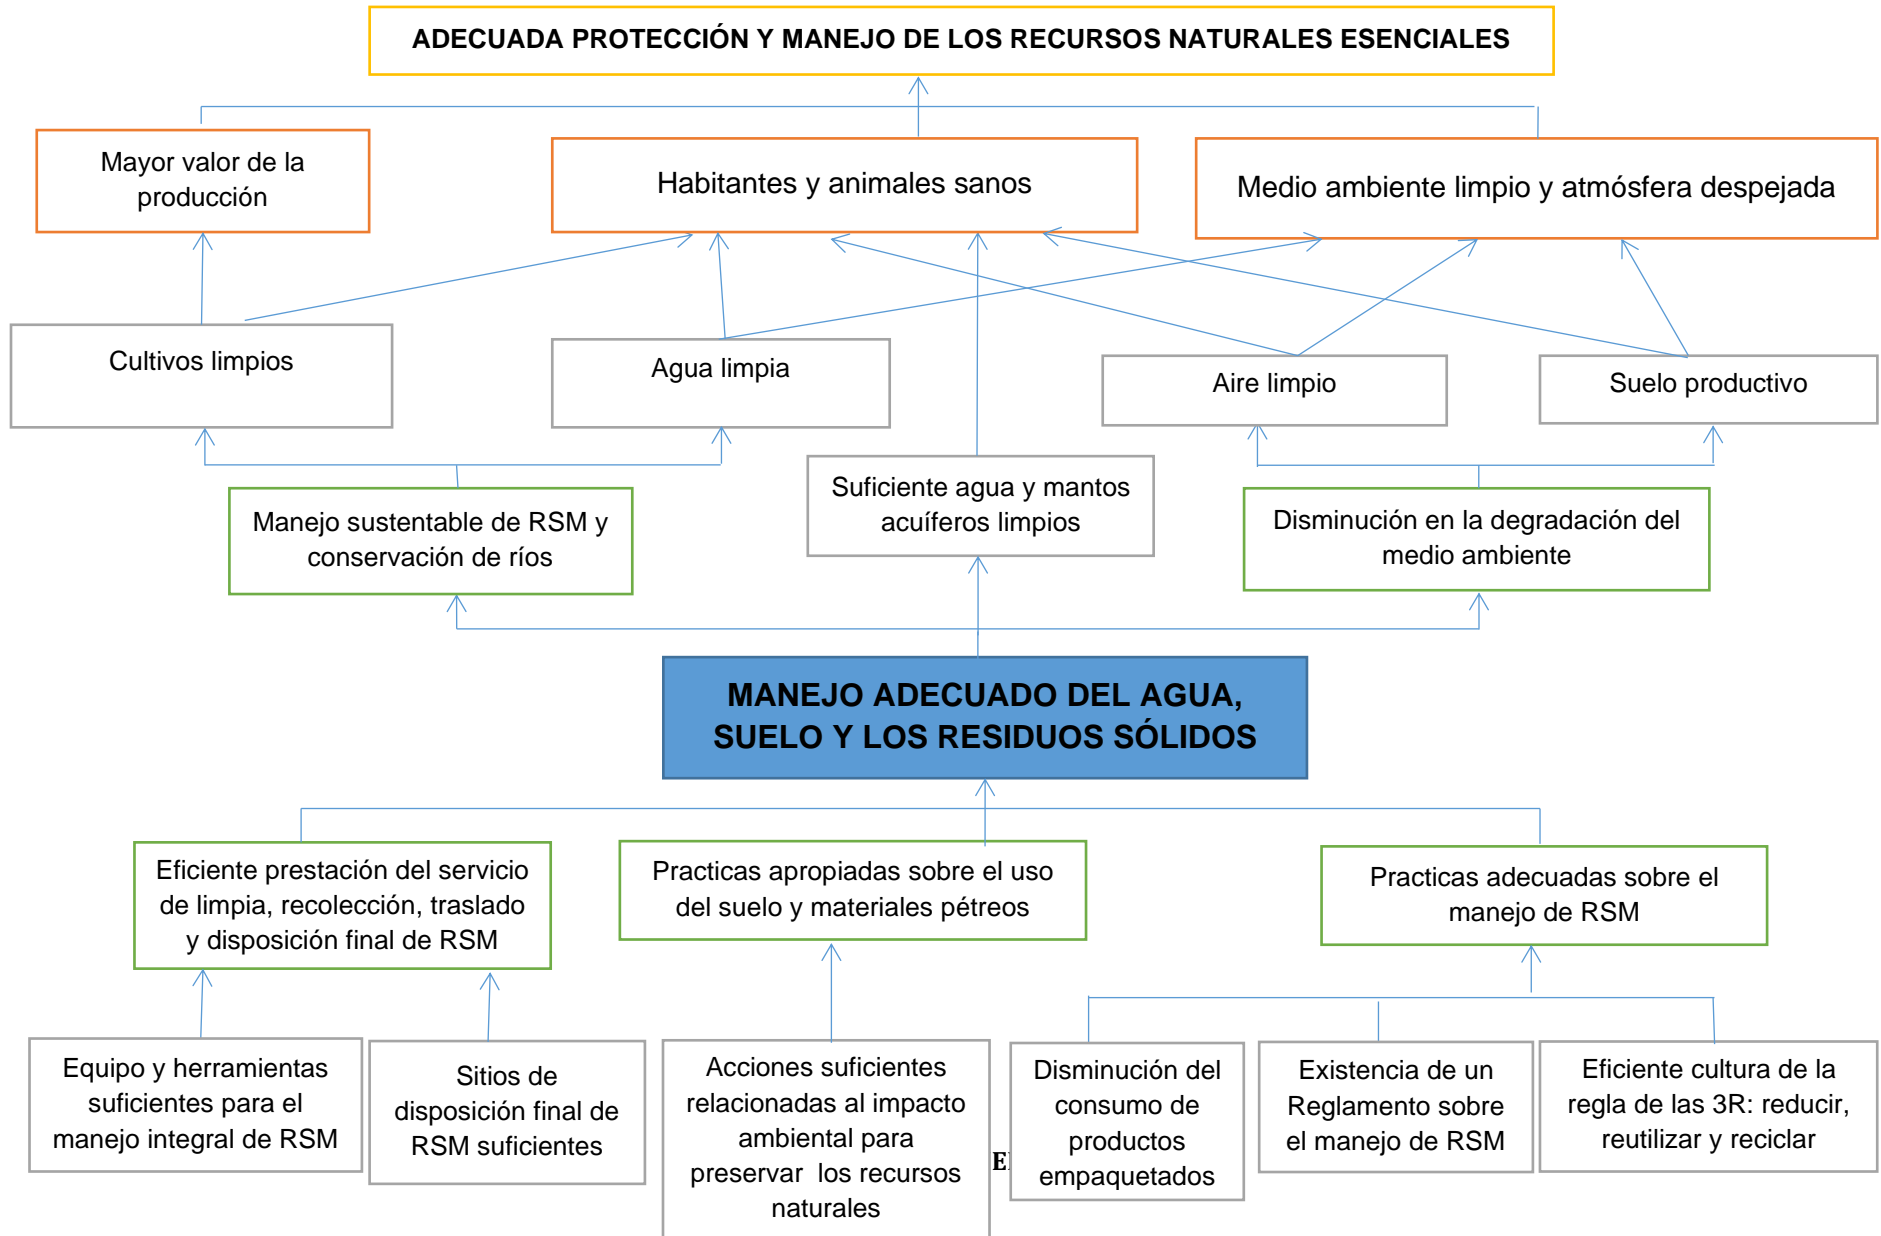 ADECUADA PROTECCIÓN Y MANEJO DE LOS RECURSOS NATURALES ESENCIALES
Mayor valor de la
producción
Habitantes y animales sanos
Medio ambiente limpio y atmósfera despejada
Cultivos limpios
Agua limpia
Aire limpio
Suelo productivo
Manejo sustentable de RSM y
conservación de ríos
Suficiente agua y mantos
acuíferos limpios
Disminución en la degradación del
medio ambiente
MANEJO ADECUADO DEL AGUA,
SUELO Y LOS RESIDUOS SÓLIDOS
Eficiente prestación del servicio
de limpia, recolección, traslado
y disposición final de RSM
Practicas apropiadas sobre el uso
del suelo y materiales pétreos
Practicas adecuadas sobre el
manejo de RSM
Equipo y herramientas
suficientes para el
manejo integral de RSM
Sitios de
disposición final de
RSM suficientes
Acciones suficientes
relacionadas al impacto
ambiental para
preservar  los recursos
naturales
Disminución del
consumo de
productos
empaquetados
Existencia de un
Reglamento sobre
el manejo de RSM
Eficiente cultura de la
regla de las 3R: reducir,
reutilizar y reciclar